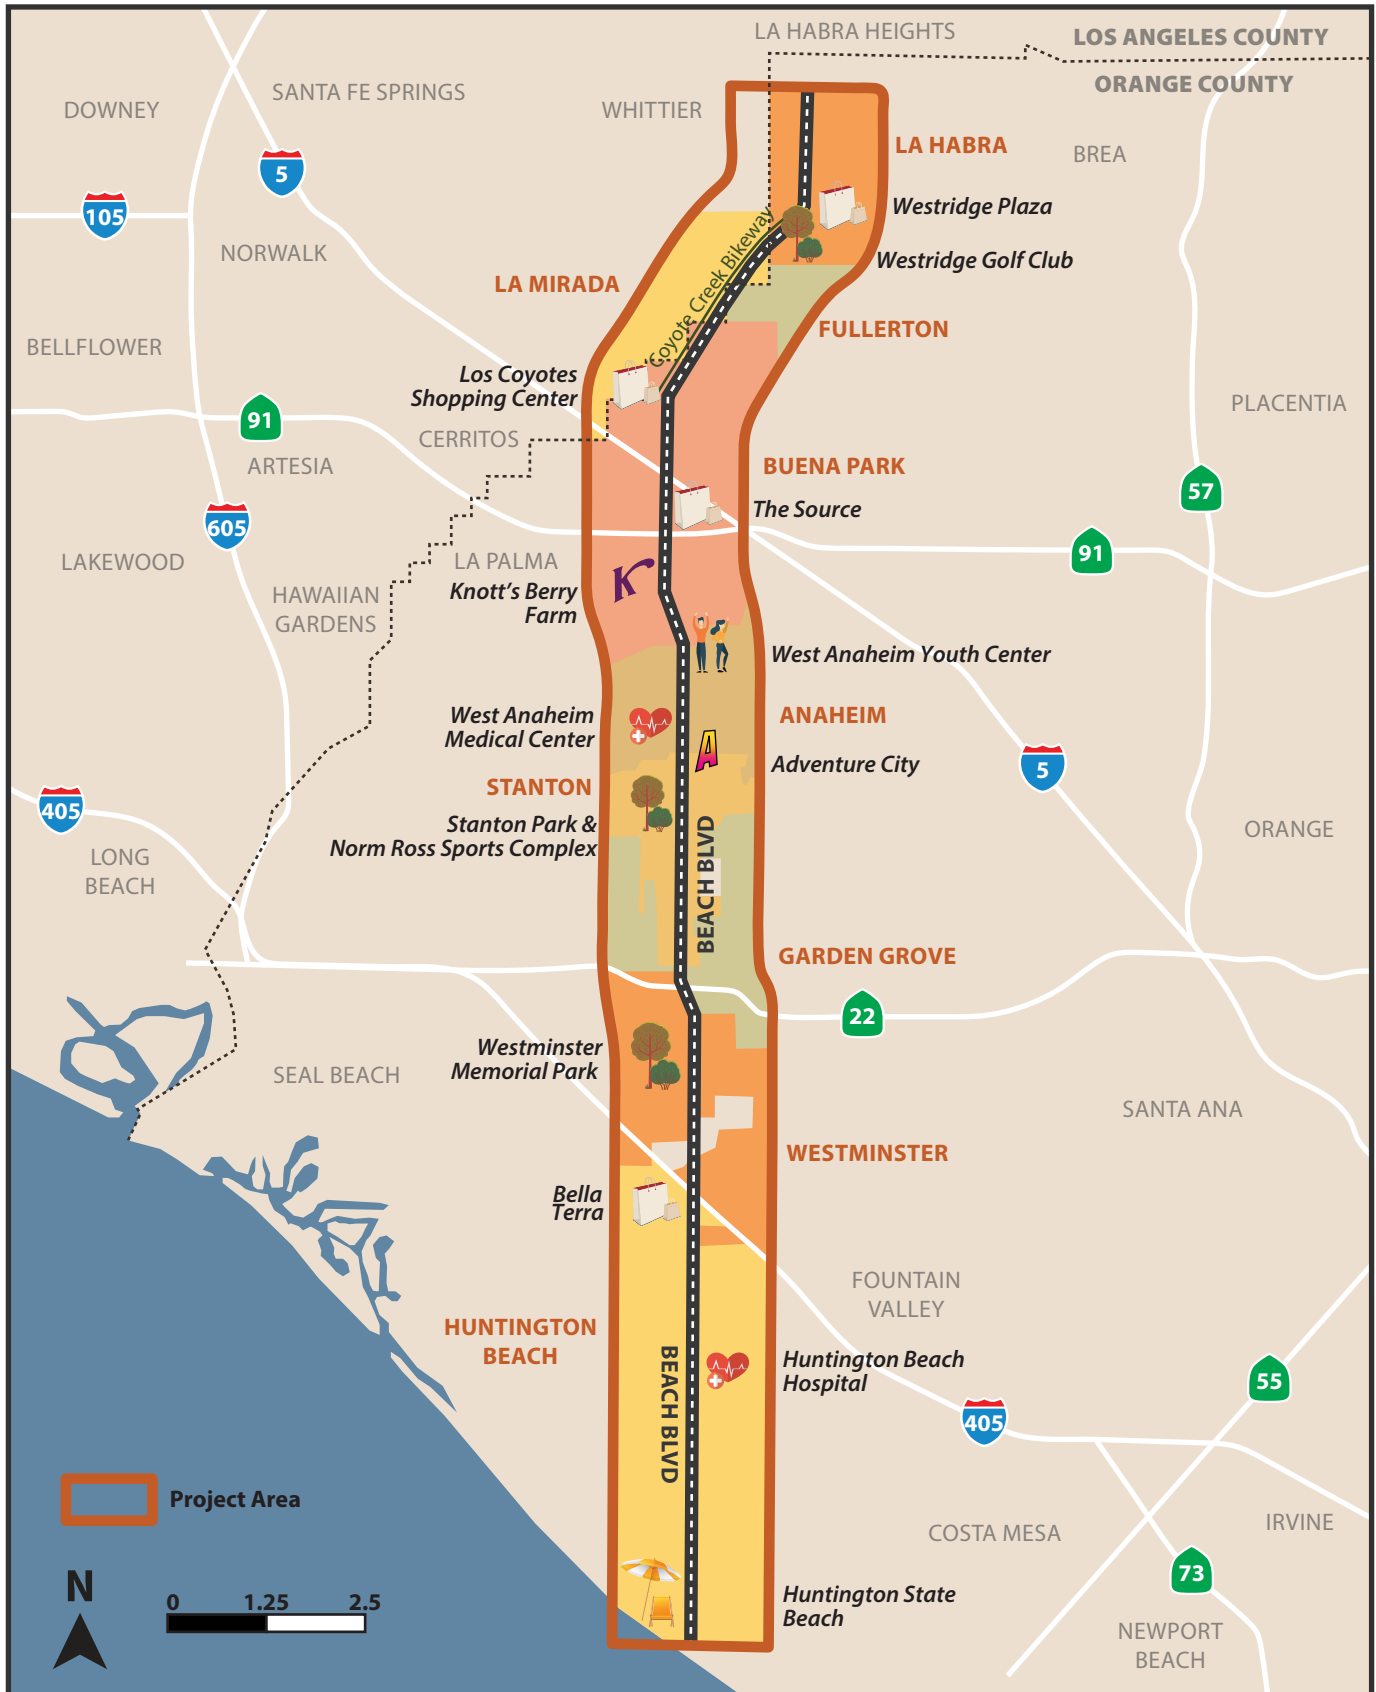 LA HABRA HEIGHTS
LOS ANGELES COUNTY
ORANGE COUNTY
SANTA FE SPRINGS
DOWNEY
WHITTIER
LA HABRA
BREA
5
105
Westridge Plaza
NORWALK
Westridge Golf Club
LA MIRADA
Coyote Creek Bikeway
FULLERTON
BELLFLOWER
Los Coyotes
Shopping Center
PLACENTIA
91
CERRITOS
ARTESIA
BUENA PARK
57
The Source
605
91
LAKEWOOD
LA PALMA
K
Knott's Berry
Farm
HAWAIIAN
GARDENS
West Anaheim Youth Center
West Anaheim
Medical Center
ANAHEIM
A
Adventure City
5
STANTON
405
Stanton Park &
Norm Ross Sports Complex
ORANGE
LONG
BEACH
BEACH BLVD
GARDEN GROVE
22
Westminster
Memorial Park
SEAL BEACH
SANTA ANA
WESTMINSTER
Bella
Terra
FOUNTAIN
VALLEY
HUNTINGTON
BEACH
Huntington Beach
Hospital
55
BEACH BLVD
405
Project Area
COSTA MESA
IRVINE
73
N
0 1.25 2.5
Huntington State
Beach
NEWPORT
BEACH